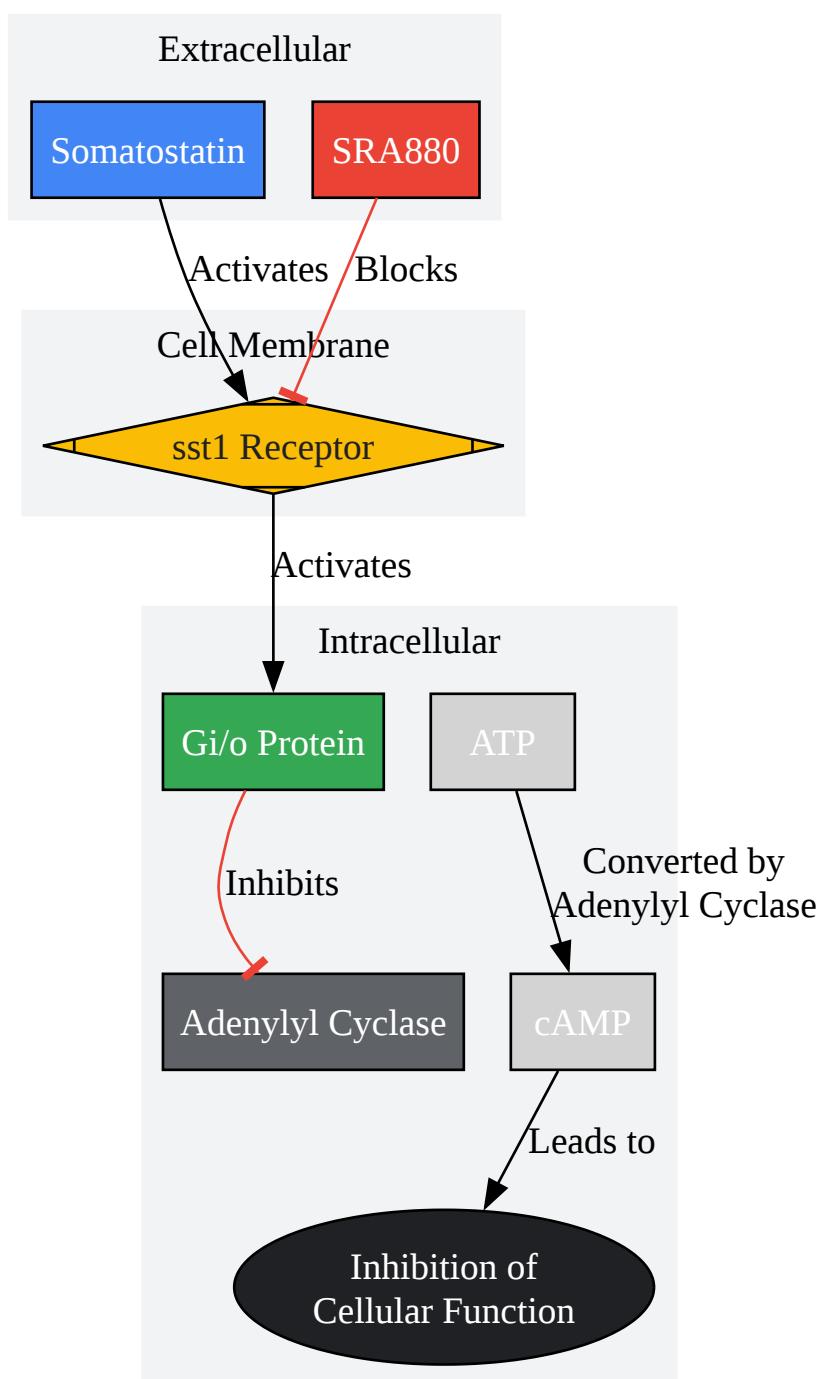 Extracellular
Somatostatin
SRA880
Activates
Blocks
Cell Membrane
sst1 Receptor
Activates
Intracellular
Gi/o Protein
ATP
Inhibits
Converted by
Adenylyl Cyclase
Adenylyl Cyclase
cAMP
Leads to
Inhibition of
Cellular Function